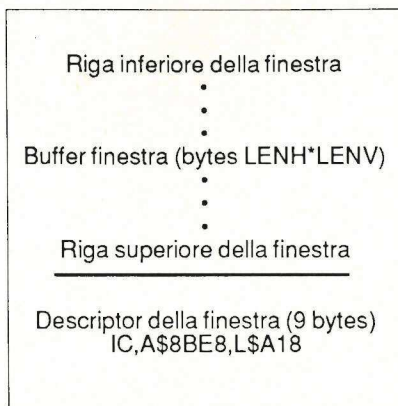 Riga inferiore della finestra
•
•
•
Buffer finestra (bytes LENH*LENV)
•
•
•
Riga superiore della finestra
Descriptor della finestra (9 bytes)
IC,A$8BE8,L$A18